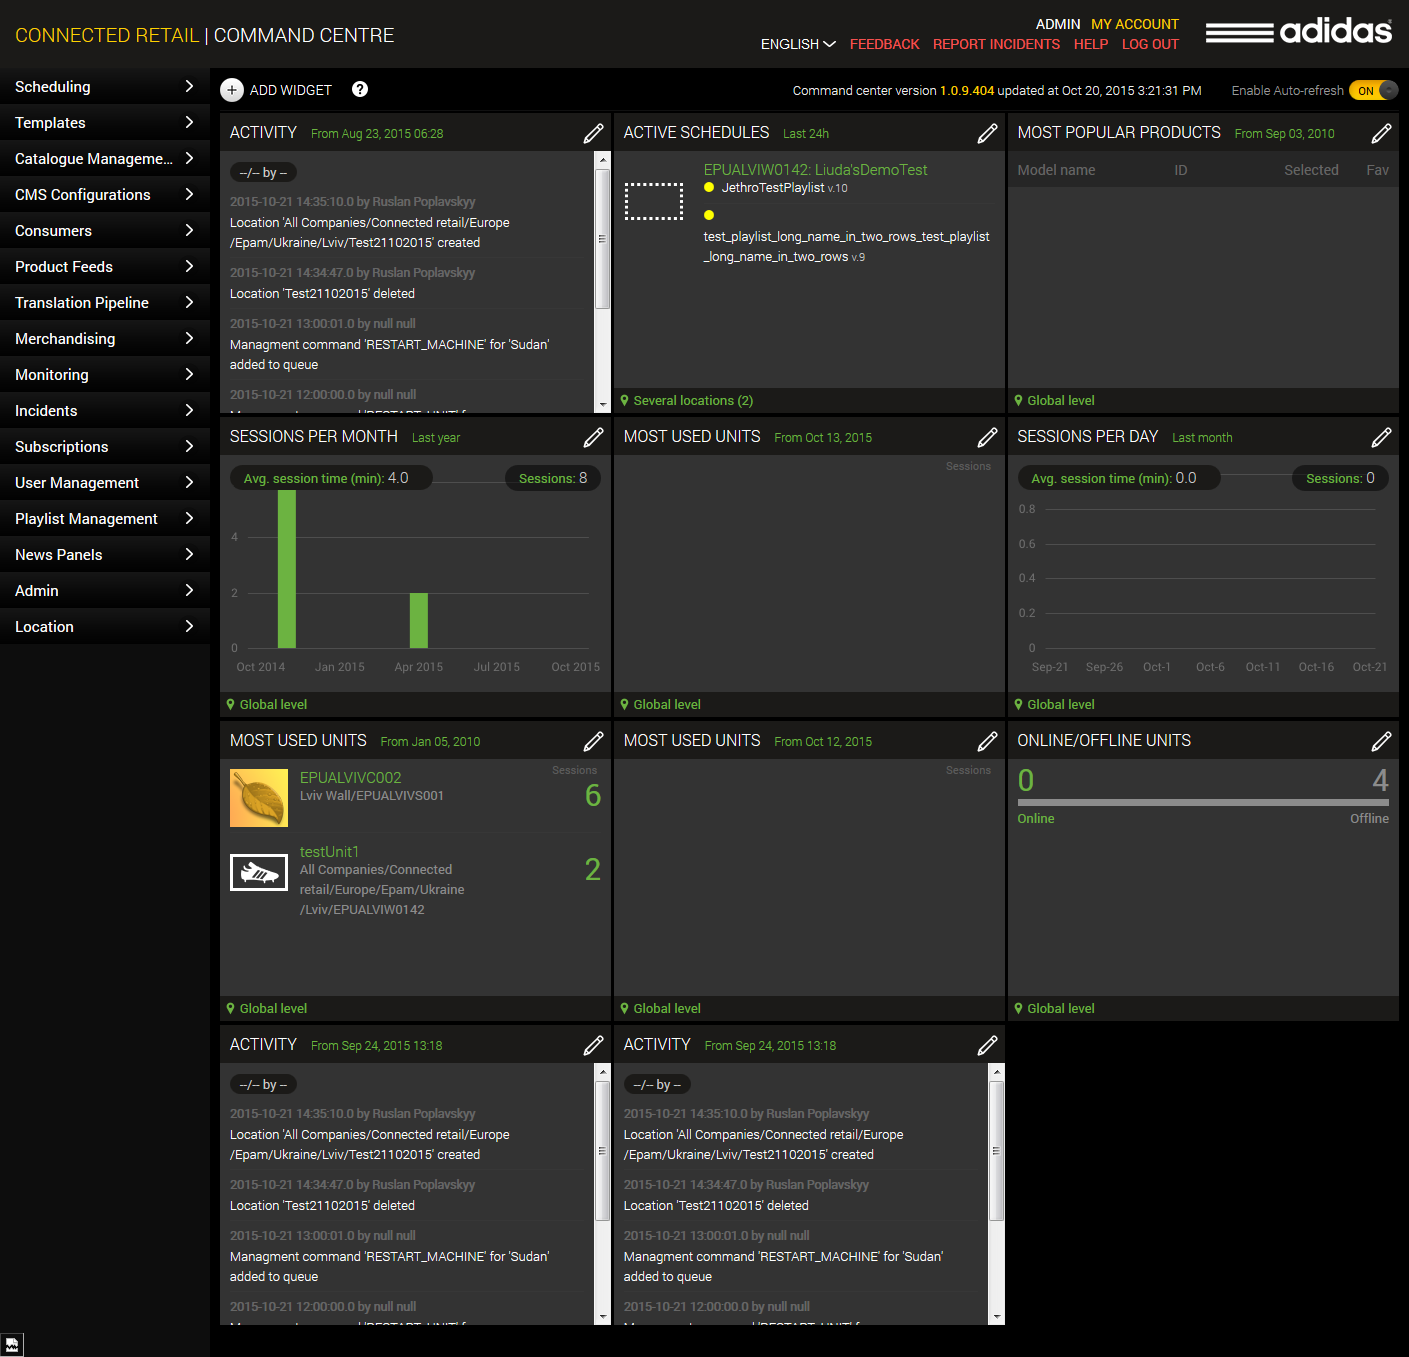 CONNECTED RETAIL | COMMAND CENTRE
ADMIN MY ACCOUNT
ENGLISH FEEDBACK REPORT INCIDENTS HELP LOG OUT
adidas
Scheduling
Templates
Catalogue Manageme...
CMS Configurations
Consumers
Product Feeds
Translation Pipeline
Merchandising
Monitoring
Incidents
Subscriptions
User Management
Playlist Management
News Panels
Admin
Location
+ ADD WIDGET ?
Command center version 1.0.9.404 updated at Oct 20, 2015 3:21:31 PM
Enable Auto-refresh ON
ACTIVITY From Aug 23, 2015 06:28
--/-- by --
2015-10-21 14:35:10.0 by Ruslan Poplavskyy
Location 'All Companies/Connected retail/Europe
/Epam/Ukraine/Lviv/Test21102015' created
2015-10-21 14:34:47.0 by Ruslan Poplavskyy
Location 'Test21102015' deleted
2015-10-21 13:00:01.0 by null null
Managment command 'RESTART_MACHINE' for 'Sudan'
added to queue
2015-10-21 12:00:00.0 by null null
ACTIVE SCHEDULES Last 24h
EPUALVIW0142: Liuda'sDemoTest
JethroTestPlaylist v.10
test_playlist_long_name_in_two_rows_test_playlist
_long_name_in_two_rows v.9
Several locations (2)
MOST POPULAR PRODUCTS From Sep 03, 2010
Model name ID Selected Fav
Global level
SESSIONS PER MONTH Last year
Avg. session time (min): 4.0 Sessions: 8
4
2
0
Oct 2014 Jan 2015 Apr 2015 Jul 2015 Oct 2015
Global level
MOST USED UNITS From Oct 13, 2015
Sessions
Global level
SESSIONS PER DAY Last month
Avg. session time (min): 0.0 Sessions: 0
0.8
0.6
0.4
0.2
0
Sep-21 Sep-26 Oct-1 Oct-6 Oct-11 Oct-16 Oct-21
Global level
MOST USED UNITS From Jan 05, 2010
Sessions
EPUALVIVC002
Lviv Wall/EPUALVIVS001
6
testUnit1
All Companies/Connected
retail/Europe/Epam/Ukraine
/Lviv/EPUALVIW0142
2
Global level
MOST USED UNITS From Oct 12, 2015
Sessions
Global level
ONLINE/OFFLINE UNITS
0 4
Online Offline
Global level
ACTIVITY From Sep 24, 2015 13:18
--/-- by --
2015-10-21 14:35:10.0 by Ruslan Poplavskyy
Location 'All Companies/Connected retail/Europe
/Epam/Ukraine/Lviv/Test21102015' created
2015-10-21 14:34:47.0 by Ruslan Poplavskyy
Location 'Test21102015' deleted
2015-10-21 13:00:01.0 by null null
Managment command 'RESTART_MACHINE' for 'Sudan'
added to queue
2015-10-21 12:00:00.0 by null null
ACTIVITY From Sep 24, 2015 13:18
--/-- by --
2015-10-21 14:35:10.0 by Ruslan Poplavskyy
Location 'All Companies/Connected retail/Europe
/Epam/Ukraine/Lviv/Test21102015' created
2015-10-21 14:34:47.0 by Ruslan Poplavskyy
Location 'Test21102015' deleted
2015-10-21 13:00:01.0 by null null
Managment command 'RESTART_MACHINE' for 'Sudan'
added to queue
2015-10-21 12:00:00.0 by null null